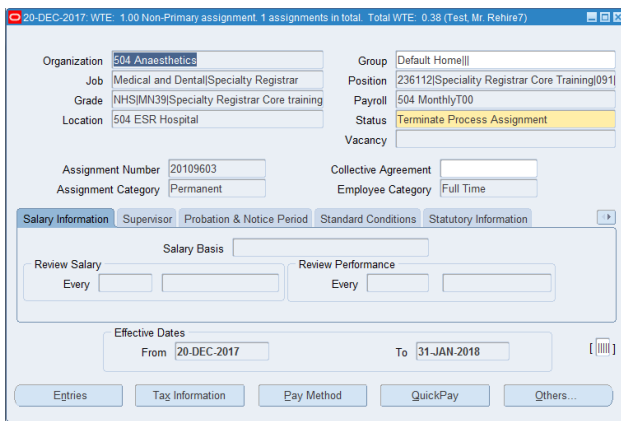 20-DEC-2017: WTE: 1.00 Non-Primary assignment. 1 assignments in total. Total WTE: 0.38 (Test, Mr. Rehire7)
Organization 504 Anaesthetics Group Default Home|||
Job Medical and Dental|Specialty Registrar Position 236112|Speciality Registrar Core Training|091|
Grade NHS|MN39|Specialty Registrar Core training Payroll 504 MonthlyT00
Location 504 ESR Hospital Status Terminate Process Assignment
Vacancy
Assignment Number 20109603 Collective Agreement
Assignment Category Permanent Employee Category Full Time
Salary Information Supervisor Probation & Notice Period Standard Conditions Statutory Information
Salary Basis
Review Salary Review Performance
Every Every
Effective Dates
From 20-DEC-2017 To 31-JAN-2018 [ ]
Entries Tax Information Pay Method QuickPay Others...